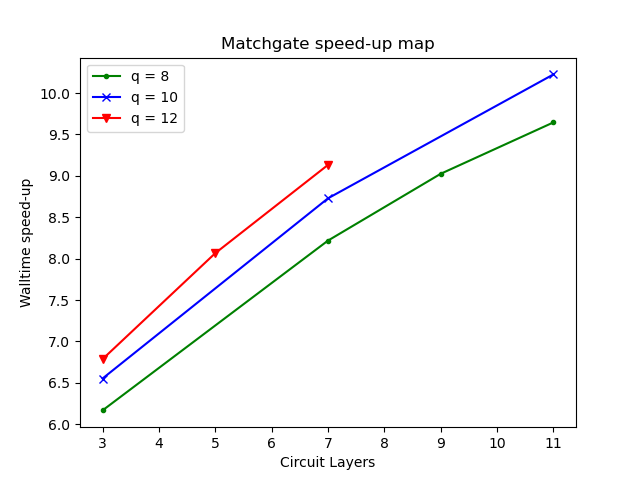 Matchgate speed-up map
q = 8
q = 10
q = 12
Walltime speed-up
10.0
9.5
9.0
8.5
8.0
7.5
7.0
6.5
6.0
3 4 5 6 7 8 9 10 11
Circuit Layers